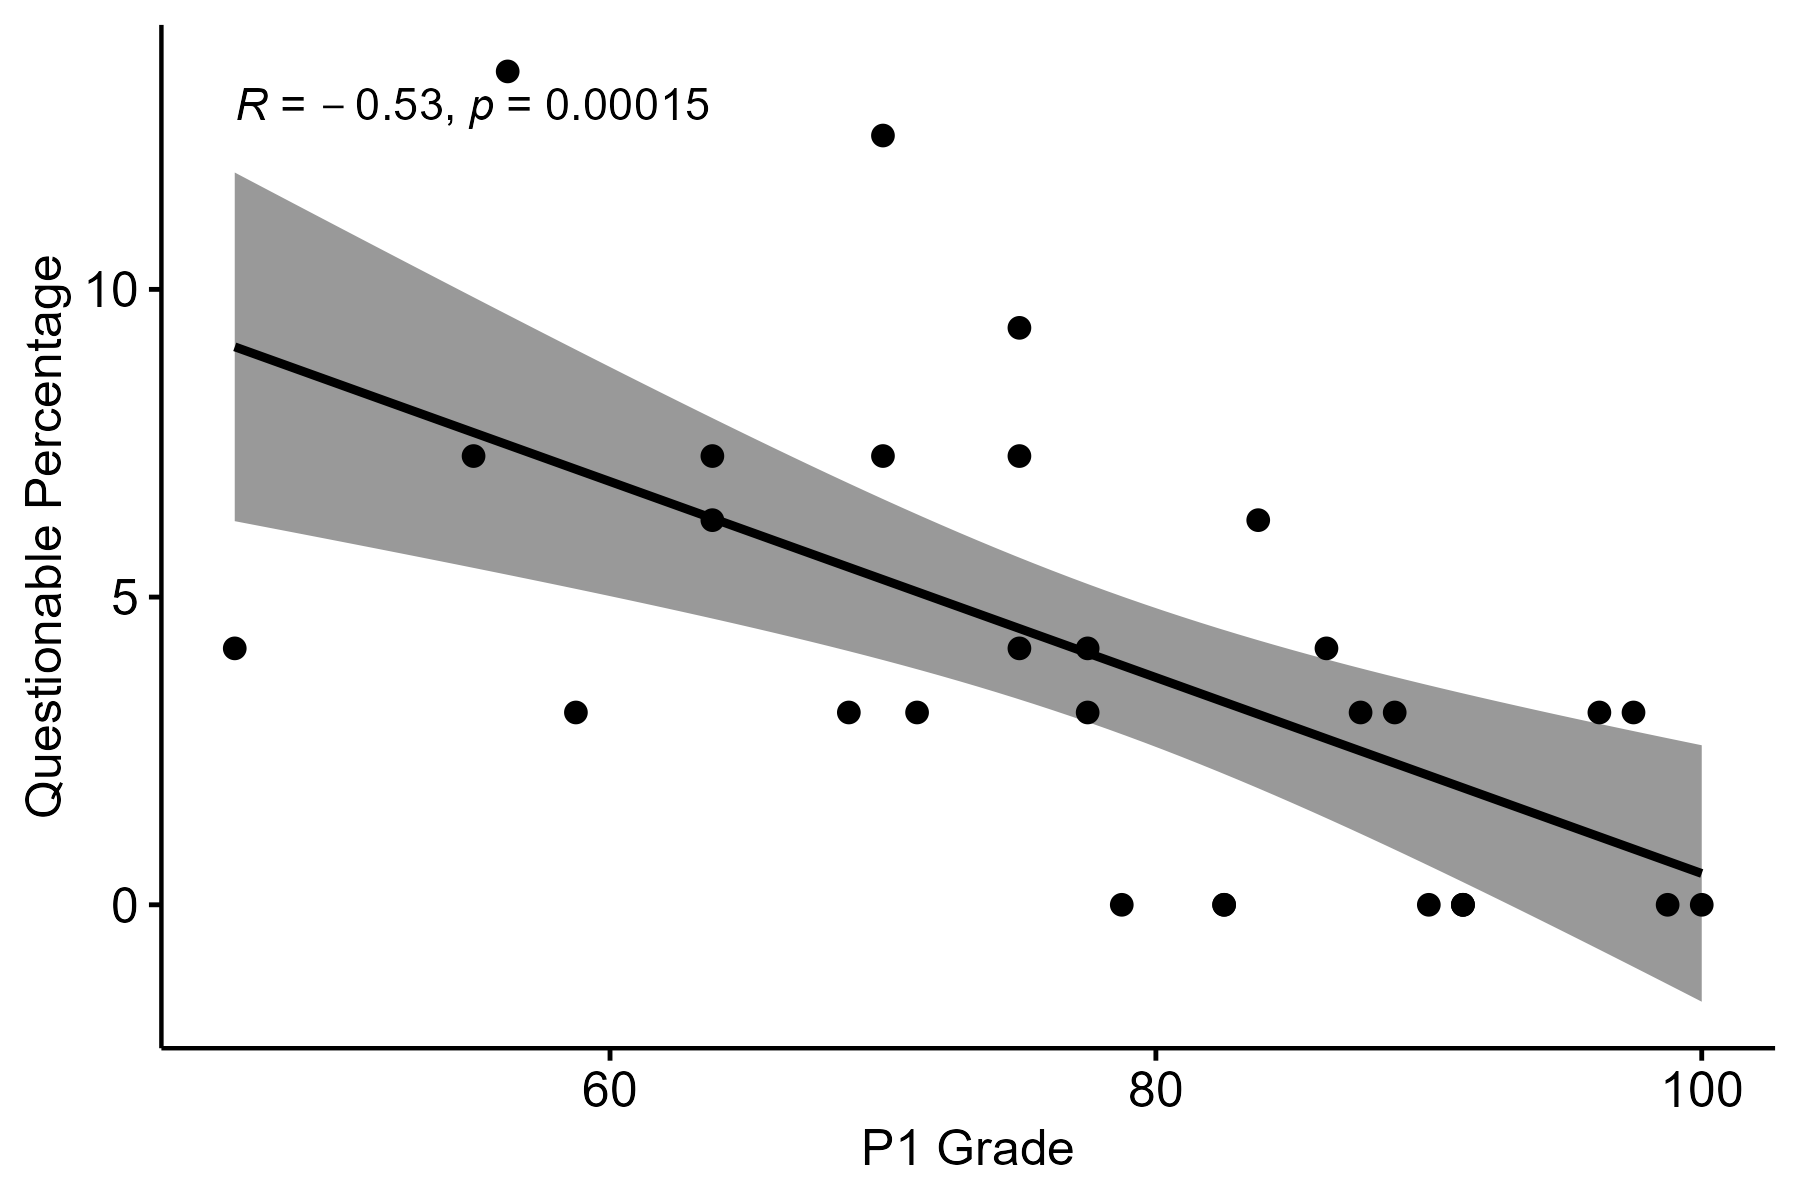 R = − 0.53, p = 0.00015
Questionable Percentage
10
5
0
60
80
100
P1 Grade